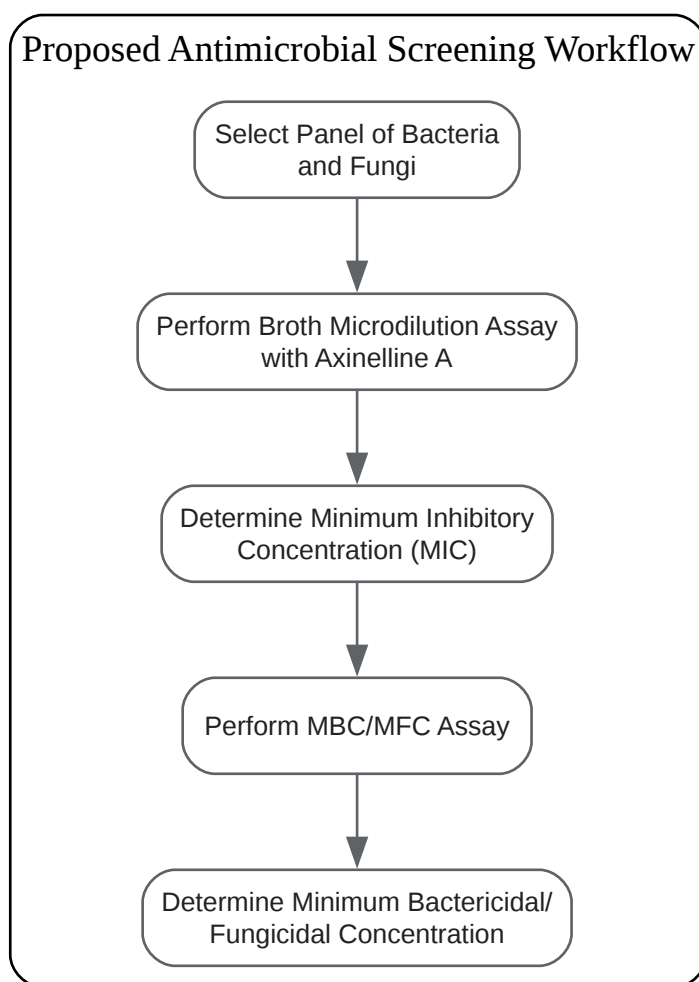 Proposed Antimicrobial Screening Workflow
Select Panel of Bacteria
and Fungi
Perform Broth Microdilution Assay
with Axinelline A
Determine Minimum Inhibitory
Concentration (MIC)
Perform MBC/MFC Assay
Determine Minimum Bactericidal/
Fungicidal Concentration